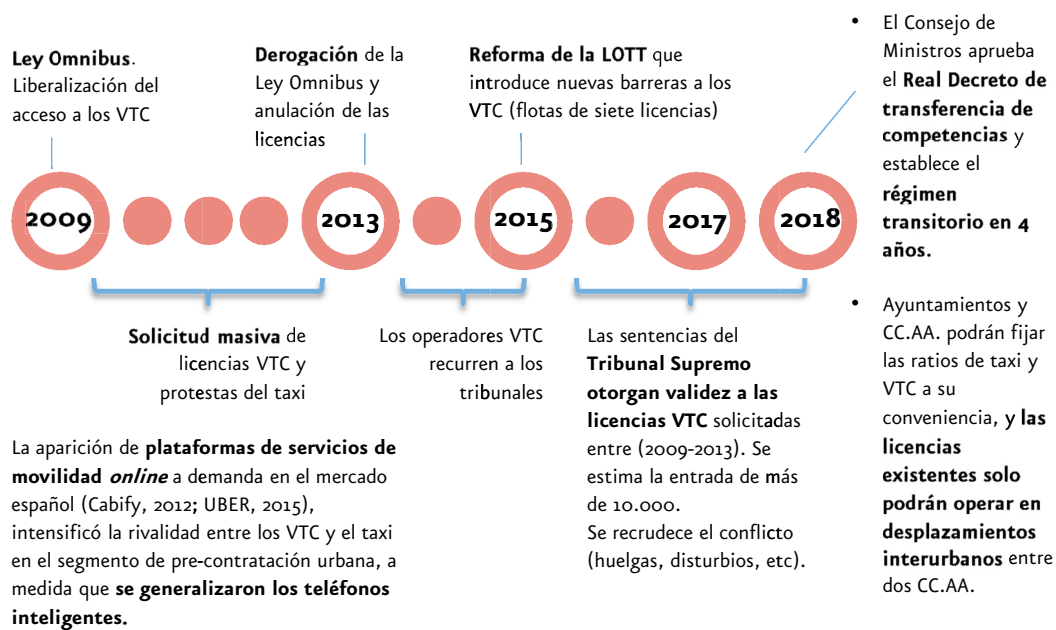 Ley Omnibus.
Liberalización del
acceso a los VTC
Derogación de la
Ley Omnibus y
anulación de las
licencias
Reforma de la LOTT que
introduce nuevas barreras a los
VTC (flotas de siete licencias)
• El Consejo de
Ministros aprueba
el Real Decreto de
transferencia de
competencias y
establece el
régimen
transitorio en 4
años.
2009
2013
2015
2017
2018
Solicitud masiva de
licencias VTC y
protestas del taxi
Los operadores VTC
recurren a los
tribunales
Las sentencias del
Tribunal Supremo
otorgan validez a las
licencias VTC solicitadas
entre (2009-2013). Se
estima la entrada de más
de 10.000.
Se recrudece el conflicto
(huelgas, disturbios, etc).
• Ayuntamientos y
CC.AA. podrán fijar
las ratios de taxi y
VTC a su
conveniencia, y las
licencias
existentes solo
podrán operar en
desplazamientos
interurbanos entre
dos CC.AA.
La aparición de plataformas de servicios de
movilidad online a demanda en el mercado
español (Cabify, 2012; UBER, 2015),
intensificó la rivalidad entre los VTC y el taxi
en el segmento de pre-contratación urbana, a
medida que se generalizaron los teléfonos
inteligentes.